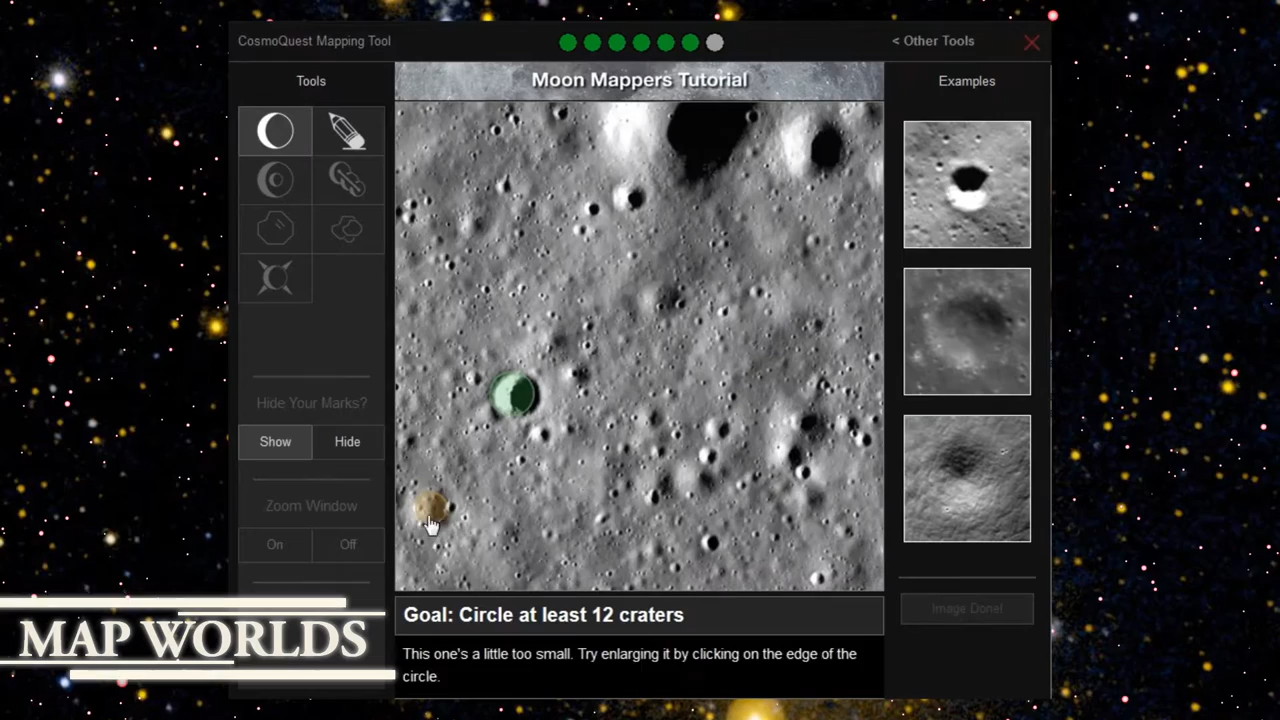 CosmoQuest Mapping Tool
< Other Tools
Tools
Moon Mappers Tutorial
Examples
Hide Your Marks?
Show
Hide
Zoom Window
On
Off
Image Done!
Goal: Circle at least 12 craters
This one's a little too small. Try enlarging it by clicking on the edge of the
circle.
MAP WORLDS